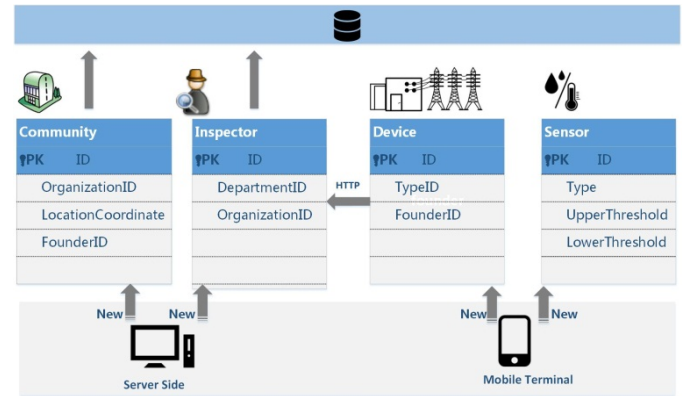 Community
PK ID
OrganizationID
LocationCoordinate
FounderID
Inspector
PK ID
DepartmentID
OrganizationID
HTTP
Device
PK ID
TypeID
founder
FounderID
Sensor
PK ID
Type
UpperThreshold
LowerThreshold
New
New
New
New
Server Side
Mobile Terminal